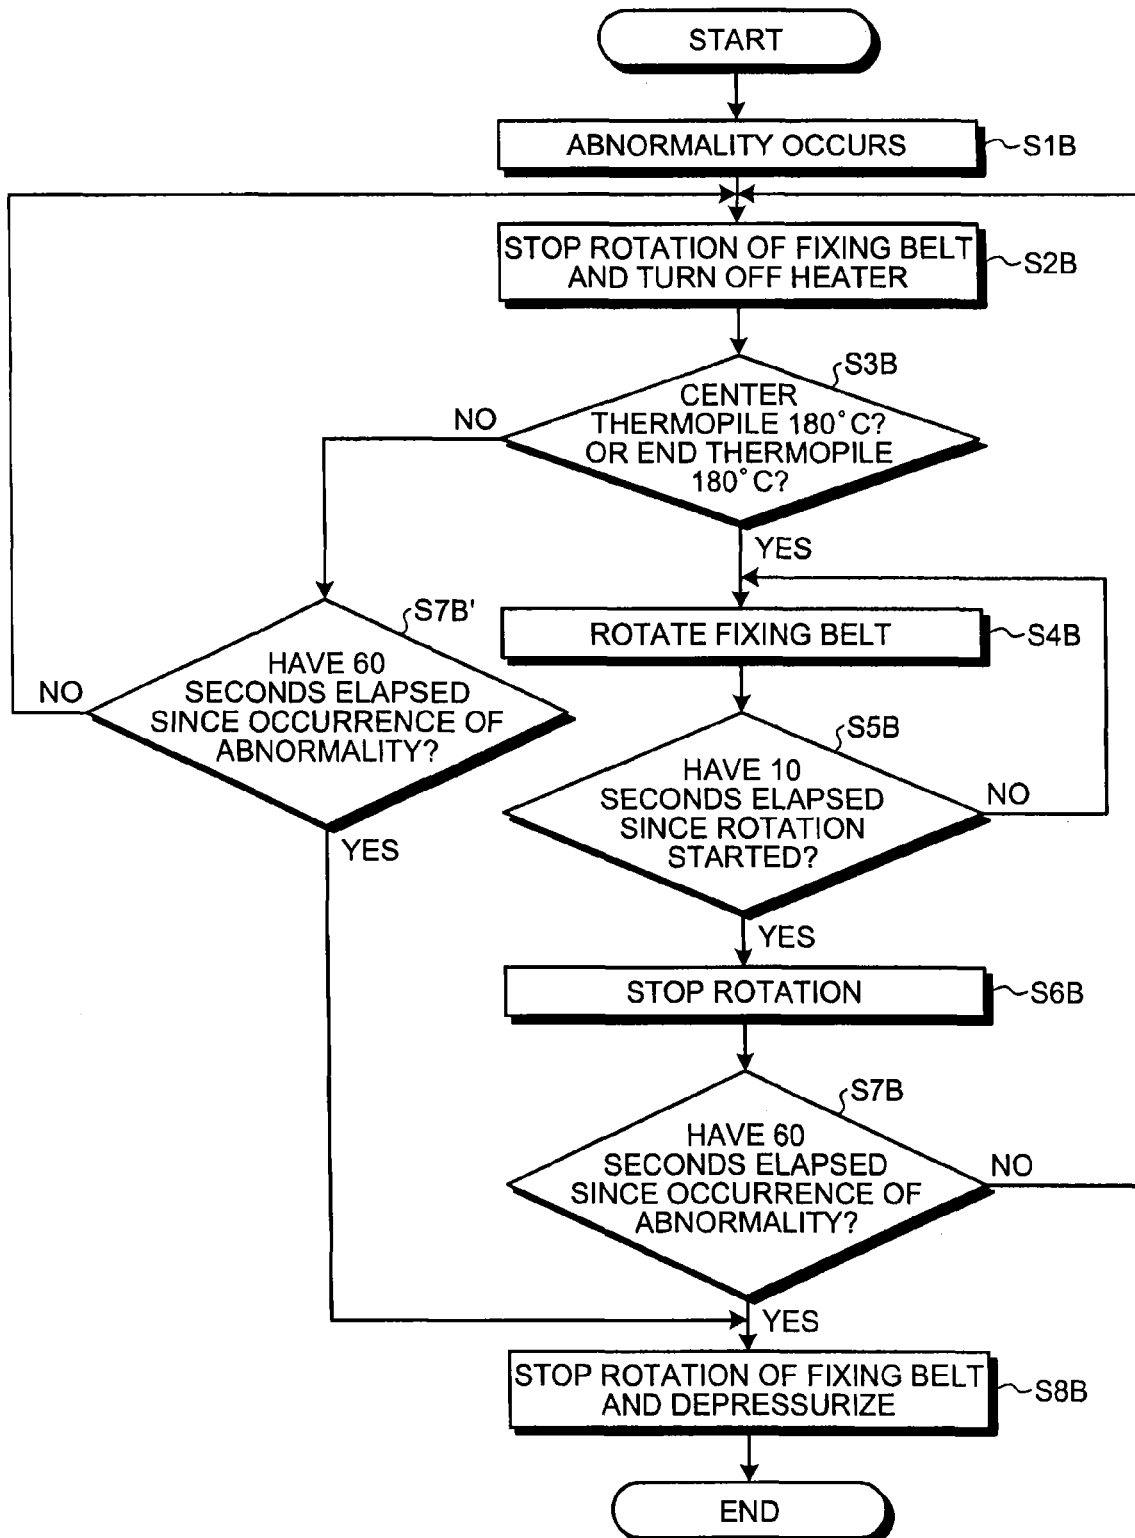 START
ABNORMALITY OCCURS
S1B
STOP ROTATION OF FIXING BELT
AND TURN OFF HEATER
S2B
S3B
CENTER
THERMOPILE 180°C?
OR END THERMOPILE
180°C?
NO
YES
S7B'
HAVE 60
SECONDS ELAPSED
SINCE OCCURRENCE OF
ABNORMALITY?
NO
YES
ROTATE FIXING BELT
S4B
S5B
HAVE 10
SECONDS ELAPSED
SINCE ROTATION
STARTED?
NO
YES
STOP ROTATION
S6B
S7B
HAVE 60
SECONDS ELAPSED
SINCE OCCURRENCE OF
ABNORMALITY?
NO
YES
STOP ROTATION OF FIXING BELT
AND DEPRESSURIZE
S8B
END